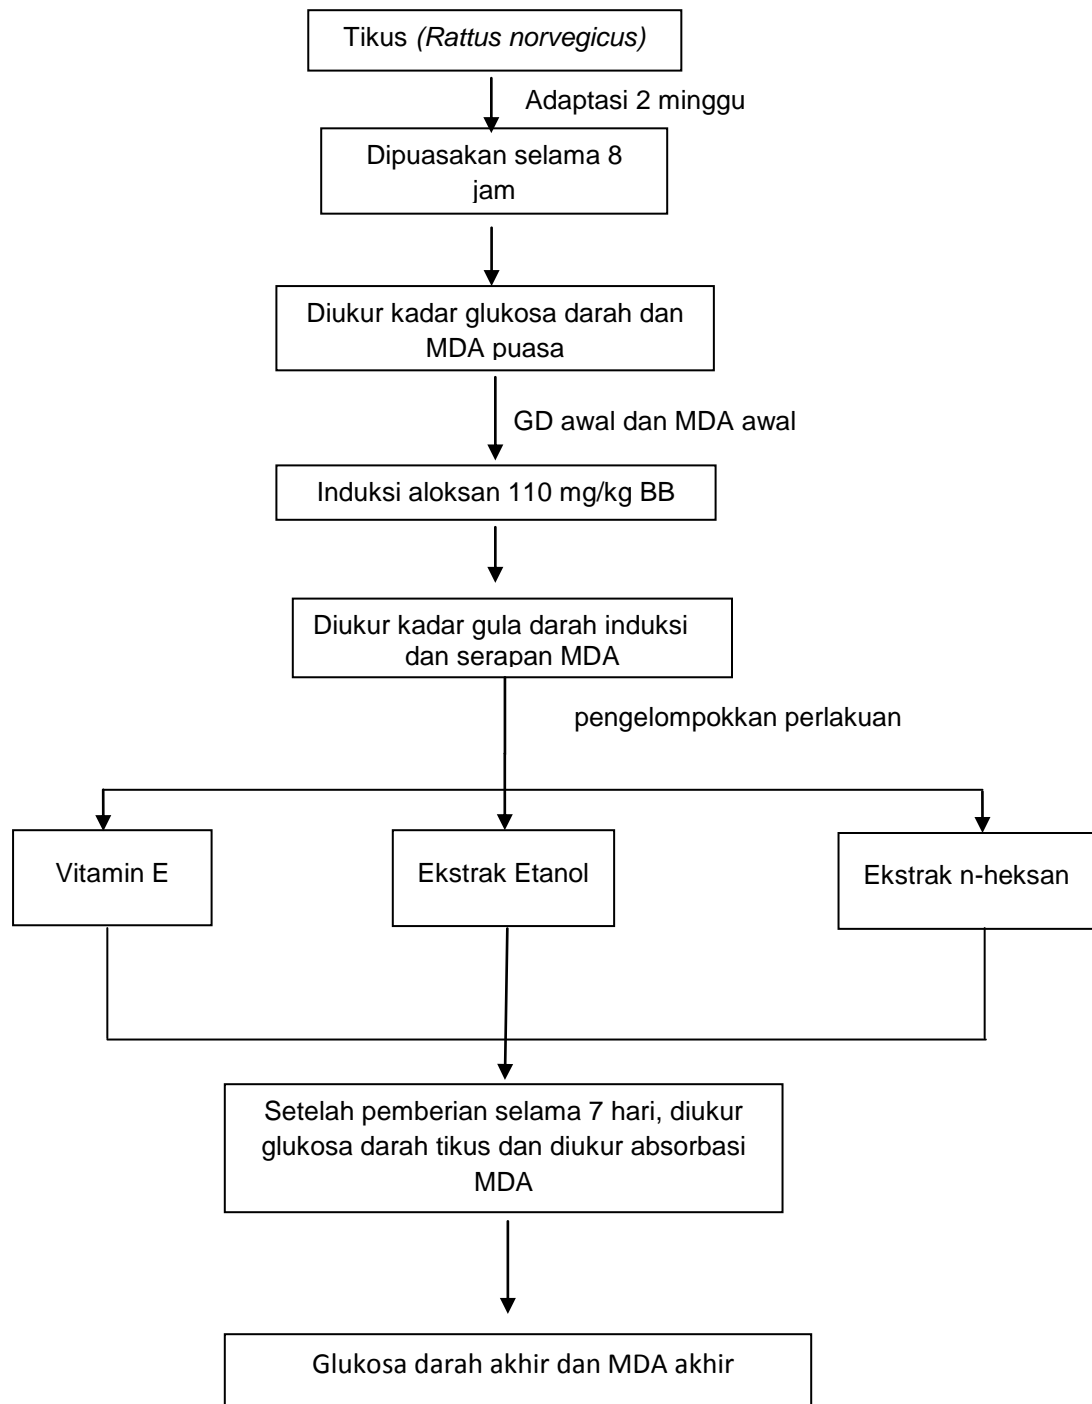 Tikus (Rattus norvegicus)
Adaptasi 2 minggu
Dipuasakan selama 8
jam
Diukur kadar glukosa darah dan
MDA puasa
GD awal dan MDA awal
Induksi aloksan 110 mg/kg BB
Diukur kadar gula darah induksi
dan serapan MDA
pengelompokkan perlakuan
Vitamin E
Ekstrak Etanol
Ekstrak n-heksan
Setelah pemberian selama 7 hari, diukur
glukosa darah tikus dan diukur absorbasi
MDA
Glukosa darah akhir dan MDA akhir